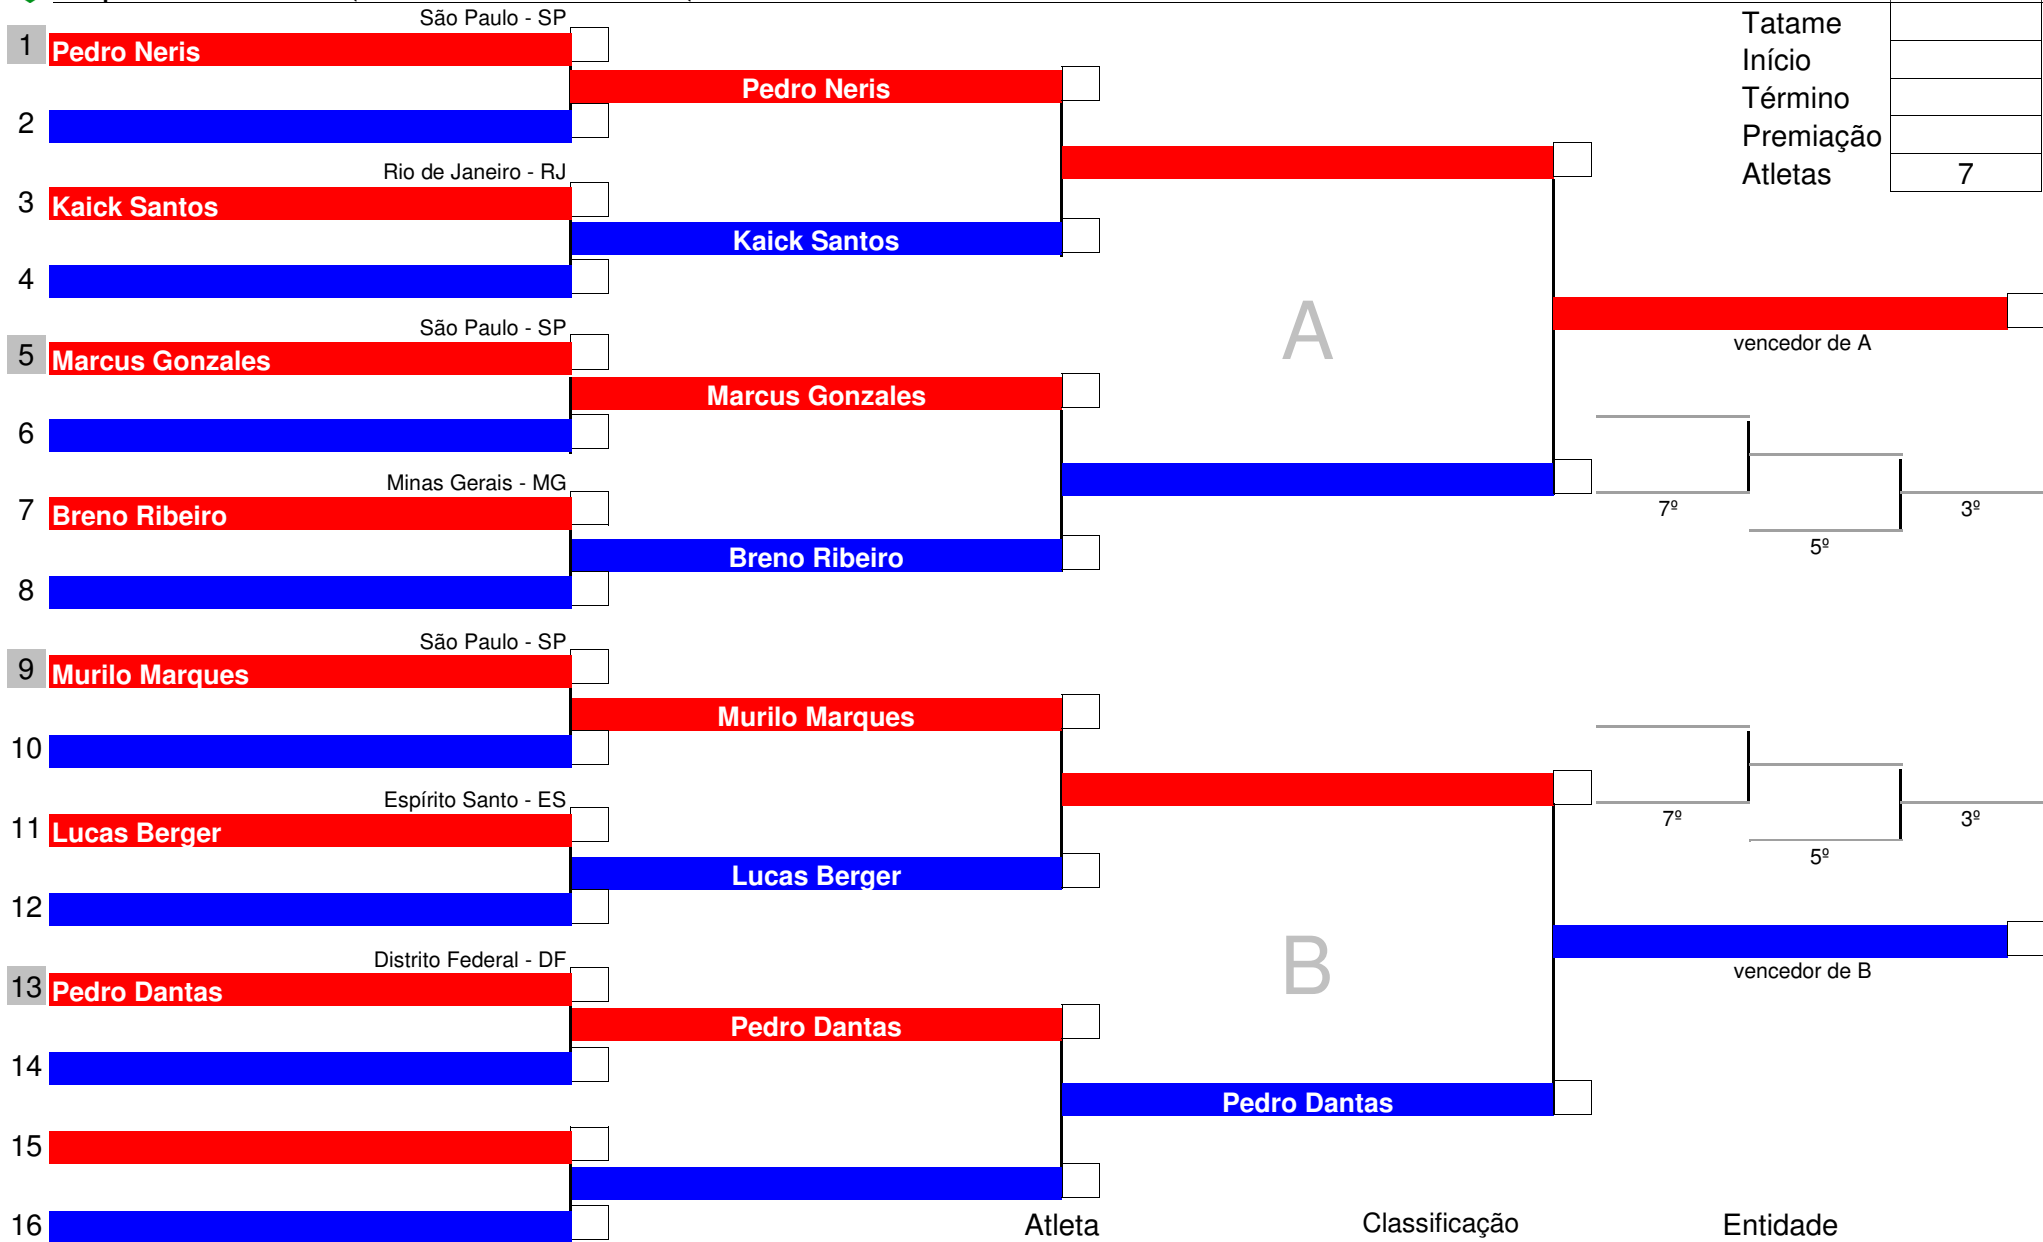 São Paulo - SP
1 Pedro Neris
Pedro Neris
2
Rio de Janeiro - RJ
3 Kaick Santos
Kaick Santos
4
São Paulo - SP
5 Marcus Gonzales
Marcus Gonzales
6
Minas Gerais - MG
7 Breno Ribeiro
Breno Ribeiro
8
São Paulo - SP
9 Murilo Marques
Murilo Marques
10
Espírito Santo - ES
11 Lucas Berger
Lucas Berger
12
Distrito Federal - DF
13 Pedro Dantas
Pedro Dantas
14
Pedro Dantas
15
16
A
B
Tatame
Início
Término
Premiação
Atletas 7
vencedor de A
7º
3º
5º
7º
3º
5º
vencedor de B
Atleta Classificação Entidade